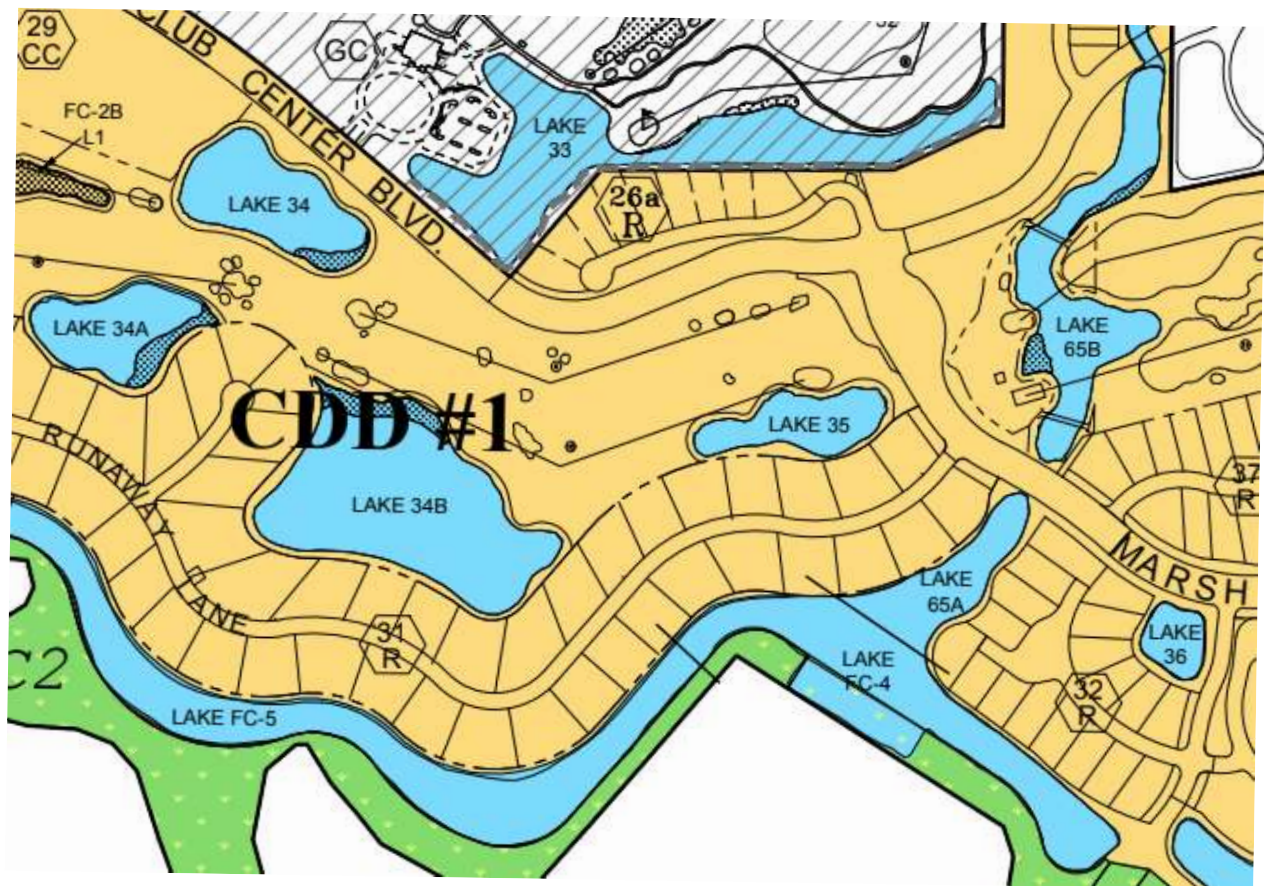 29
CC
CLUB CENTER BLVD.
GC
FC-2B
L1
LAKE
33
LAKE 34
26a
R
LAKE 34A
LAKE
65B
CDD #1
LAKE 35
RUNAWAY
LANE
LAKE 34B
37
R
MARSH
LAKE
65A
31
R
LAKE
36
C2
LAKE
FC-4
32
R
LAKE FC-5